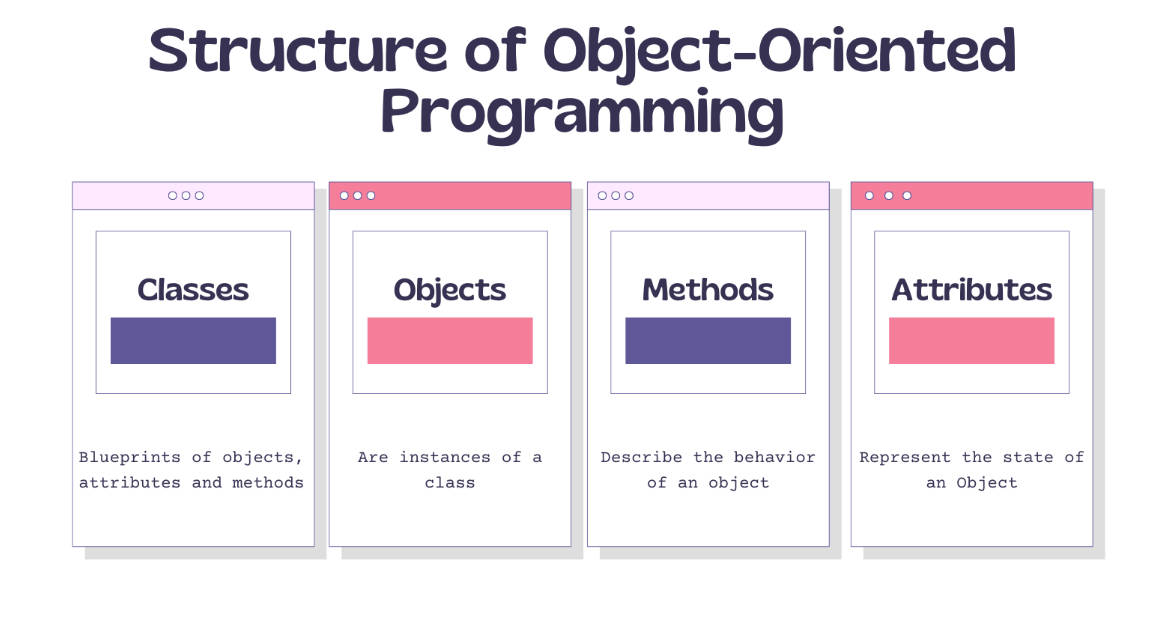 Structure of Object-Oriented
Programming
Classes
Blueprints of objects,
attributes and methods
Objects
Are instances of a
class
Methods
Describe the behavior
of an object
Attributes
Represent the state of
an Object